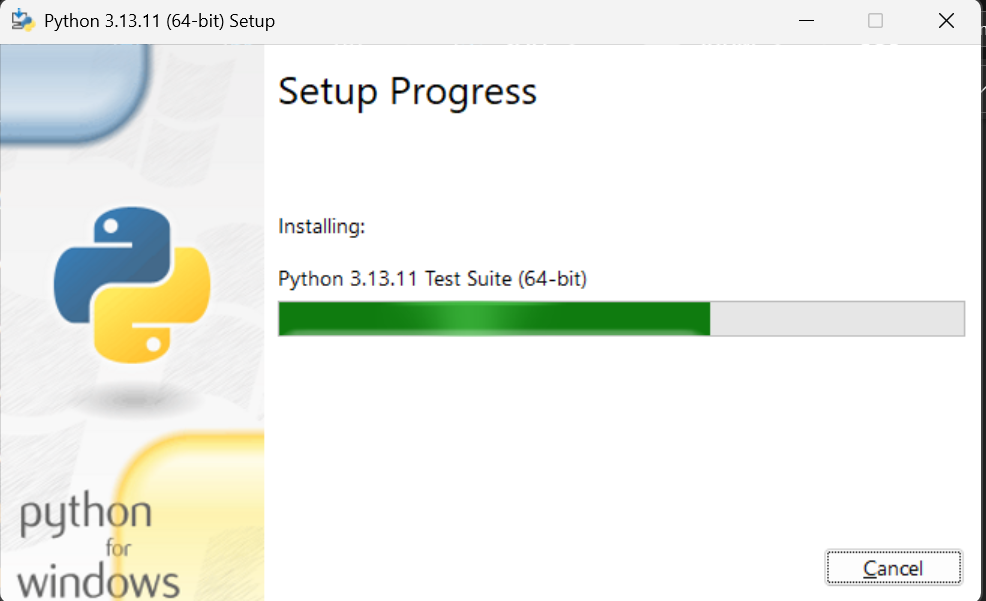 Python 3.13.11 (64-bit) Setup
Setup Progress
Installing:
Python 3.13.11 Test Suite (64-bit)
python
for
windows
Cancel